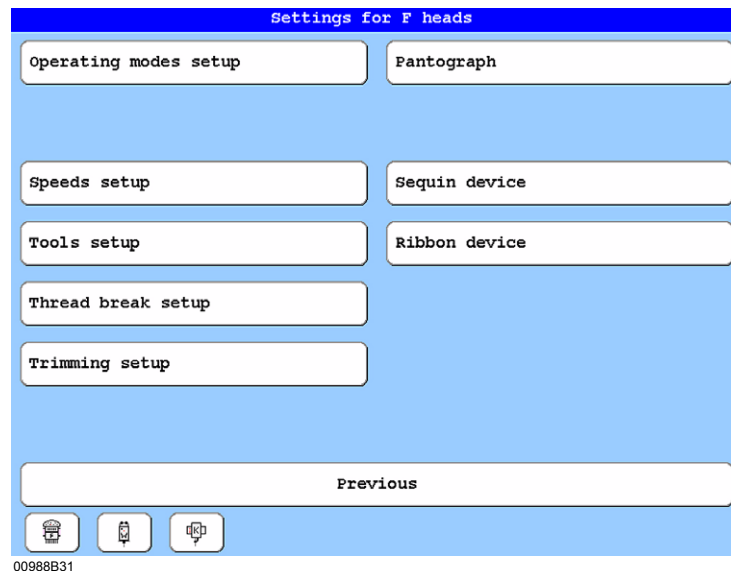 Settings for F heads
Operating modes setup
Pantograph
Speeds setup
Sequin device
Tools setup
Ribbon device
Thread break setup
Trimming setup
Previous
F
W
K
00988B31